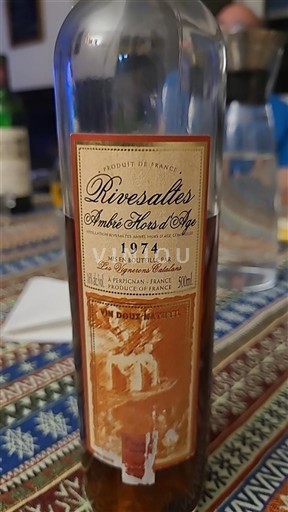 PRODUIT DE FRANCE
Rivesaltes
Ambré Hors d'Age
1974
MIS EN BOUTEILLE PAR
Les Vignerons Catalans
À PERPIGNAN - FRANCE
PRODUCE OF FRANCE
500ml
VIN DOUX NATUREL